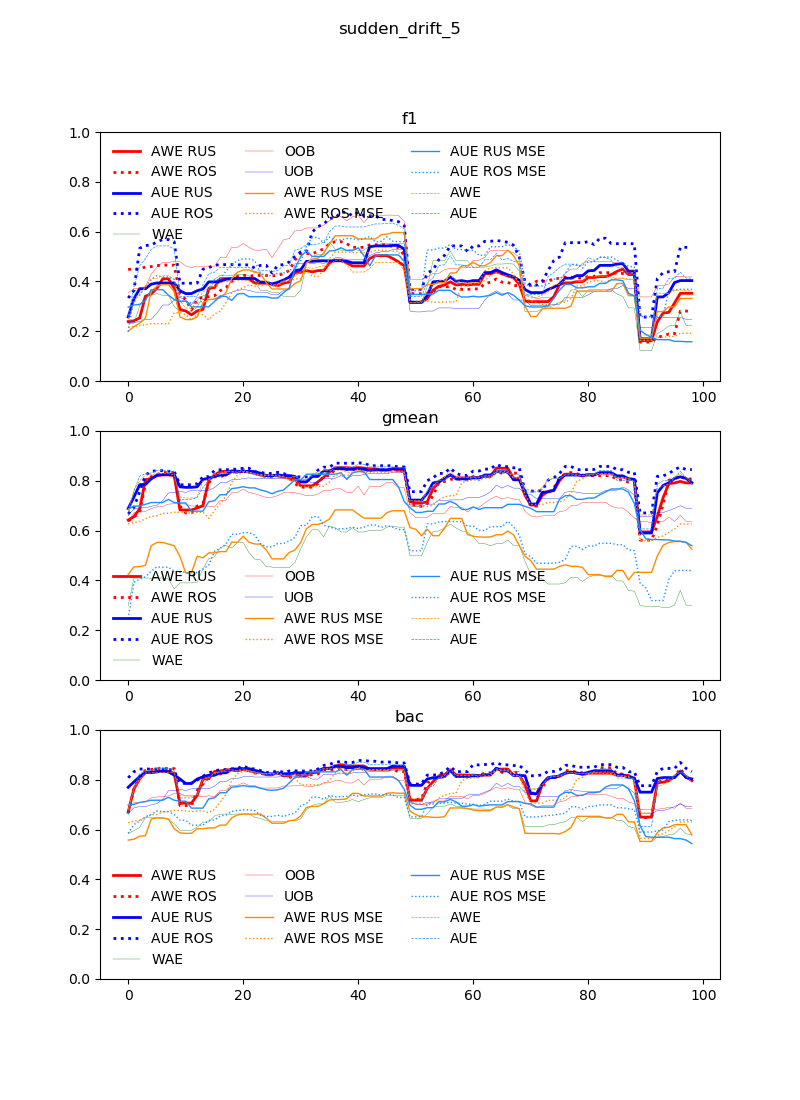 sudden_drift_5
f1
1.0
0.8
0.6
0.4
0.2
0.0
AWE RUS OOB AUE RUS MSE
AWE ROS UOB AUE ROS MSE
AUE RUS AWE RUS MSE AWE
AUE ROS AWE ROS MSE AUE
WAE
0 20 40 60 80 100
gmean
1.0
0.8
0.6
0.4
0.2
0.0
AWE RUS OOB AUE RUS MSE
AWE ROS UOB AUE ROS MSE
AUE RUS AWE RUS MSE AWE
AUE ROS AWE ROS MSE AUE
WAE
0 20 40 60 80 100
bac
1.0
0.8
0.6
0.4
0.2
0.0
AWE RUS OOB AUE RUS MSE
AWE ROS UOB AUE ROS MSE
AUE RUS AWE RUS MSE AWE
AUE ROS AWE ROS MSE AUE
WAE
0 20 40 60 80 100